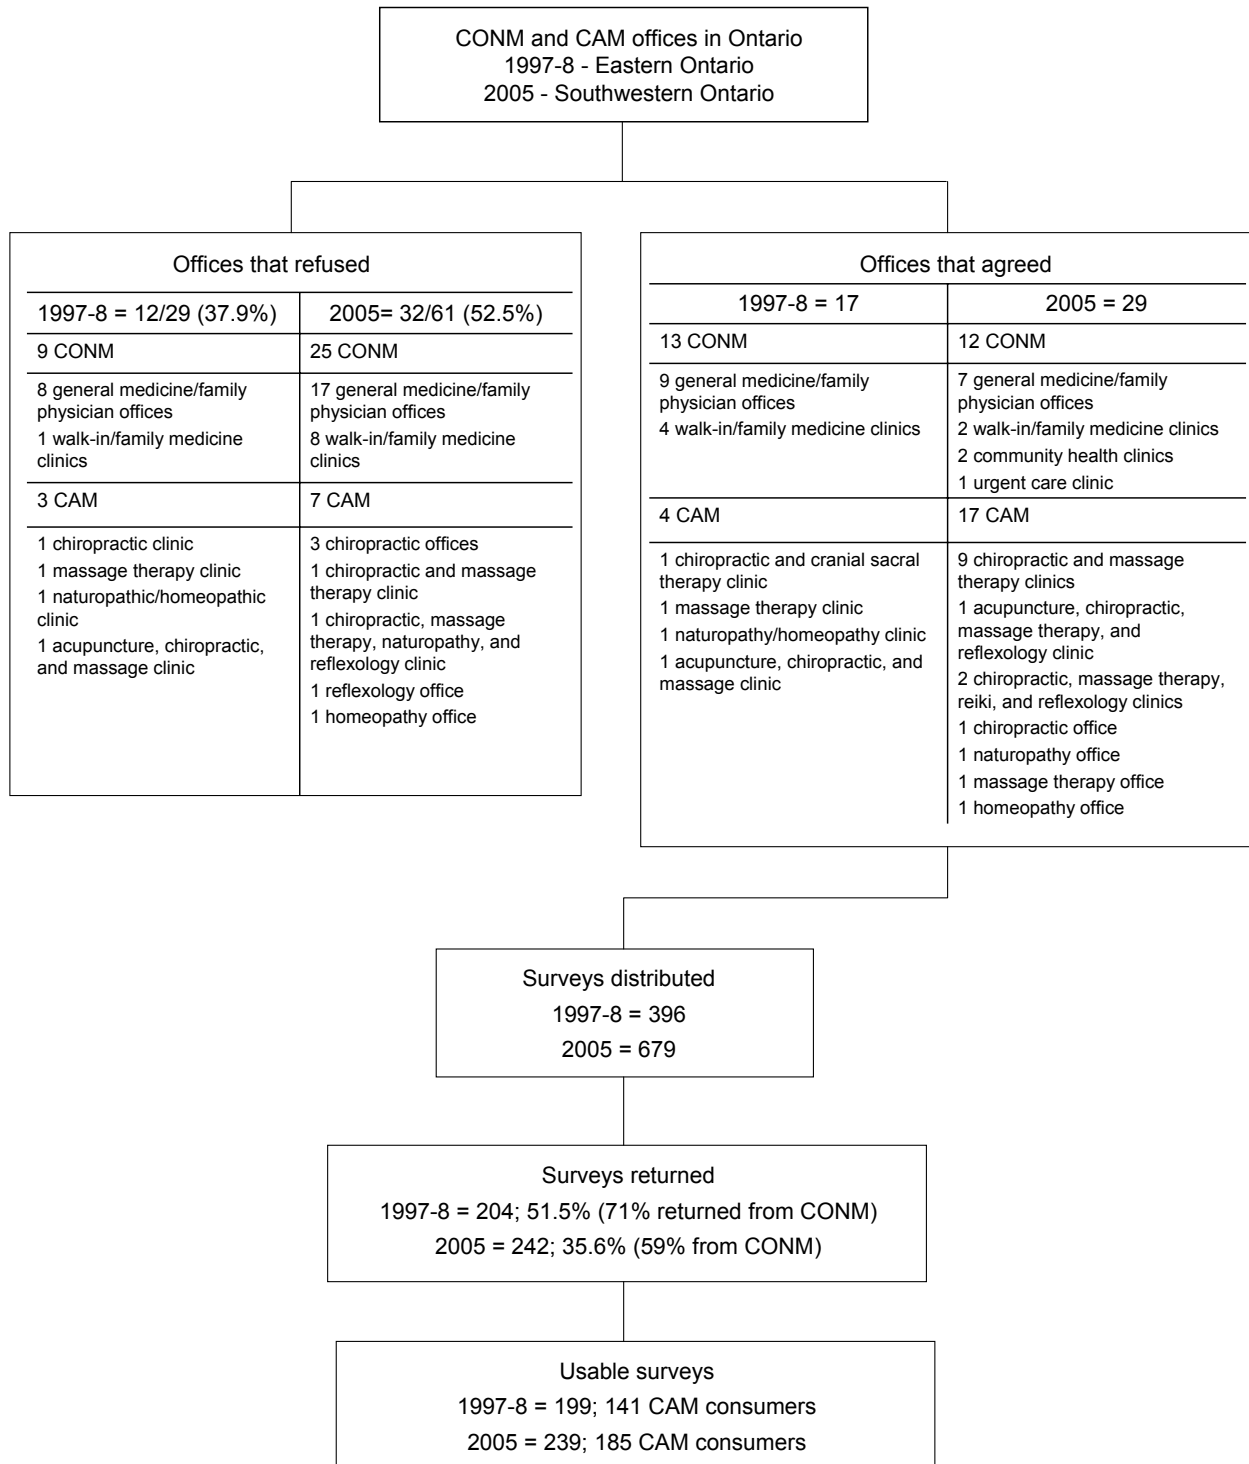 CONM and CAM offices in Ontario
1997-8 - Eastern Ontario
2005 - Southwestern Ontario
Offices that refused
1997-8 = 12/29 (37.9%)
9 CONM
8 general medicine/family
physician offices
1 walk-in/family medicine
clinics
3 CAM
1 chiropractic clinic
1 massage therapy clinic
1 naturopathic/homeopathic
clinic
1 acupuncture, chiropractic,
and massage clinic
2005= 32/61 (52.5%)
25 CONM
17 general medicine/family
physician offices
8 walk-in/family medicine
clinics
7 CAM
3 chiropractic offices
1 chiropractic and massage
therapy clinic
1 chiropractic, massage
therapy, naturopathy, and
reflexology clinic
1 reflexology office
1 homeopathy office
Offices that agreed
1997-8 = 17
13 CONM
9 general medicine/family
physician offices
4 walk-in/family medicine clinics
4 CAM
1 chiropractic and cranial sacral
therapy clinic
1 massage therapy clinic
1 naturopathy/homeopathy clinic
1 acupuncture, chiropractic, and
massage clinic
2005 = 29
12 CONM
7 general medicine/family
physician offices
2 walk-in/family medicine clinics
2 community health clinics
1 urgent care clinic
17 CAM
9 chiropractic and massage
therapy clinics
1 acupuncture, chiropractic,
massage therapy, and
reflexology clinic
2 chiropractic, massage therapy,
reiki, and reflexology clinics
1 chiropractic office
1 naturopathy office
1 massage therapy office
1 homeopathy office
Surveys distributed
1997-8 = 396
2005 = 679
Surveys returned
1997-8 = 204; 51.5% (71% returned from CONM)
2005 = 242; 35.6% (59% from CONM)
Usable surveys
1997-8 = 199; 141 CAM consumers
2005 = 239; 185 CAM consumers